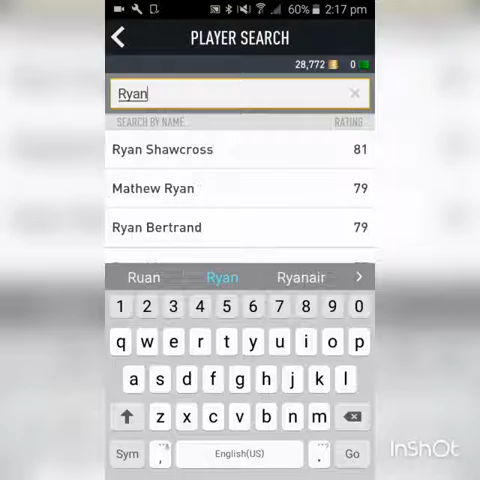 60% 2:17 pm
PLAYER SEARCH
28,772 0
Ryan
SEARCH BY NAME RATING
Ryan Shawcross 81
Mathew Ryan 79
Ryan Bertrand 79
Ruan Ryan Ryanair
1 2 3 4 5 6 7 8 9 0
q w e r t y u i o p
a s d f g h j k l
z x c v b n m
Sym , English(US) . Go
InShOt